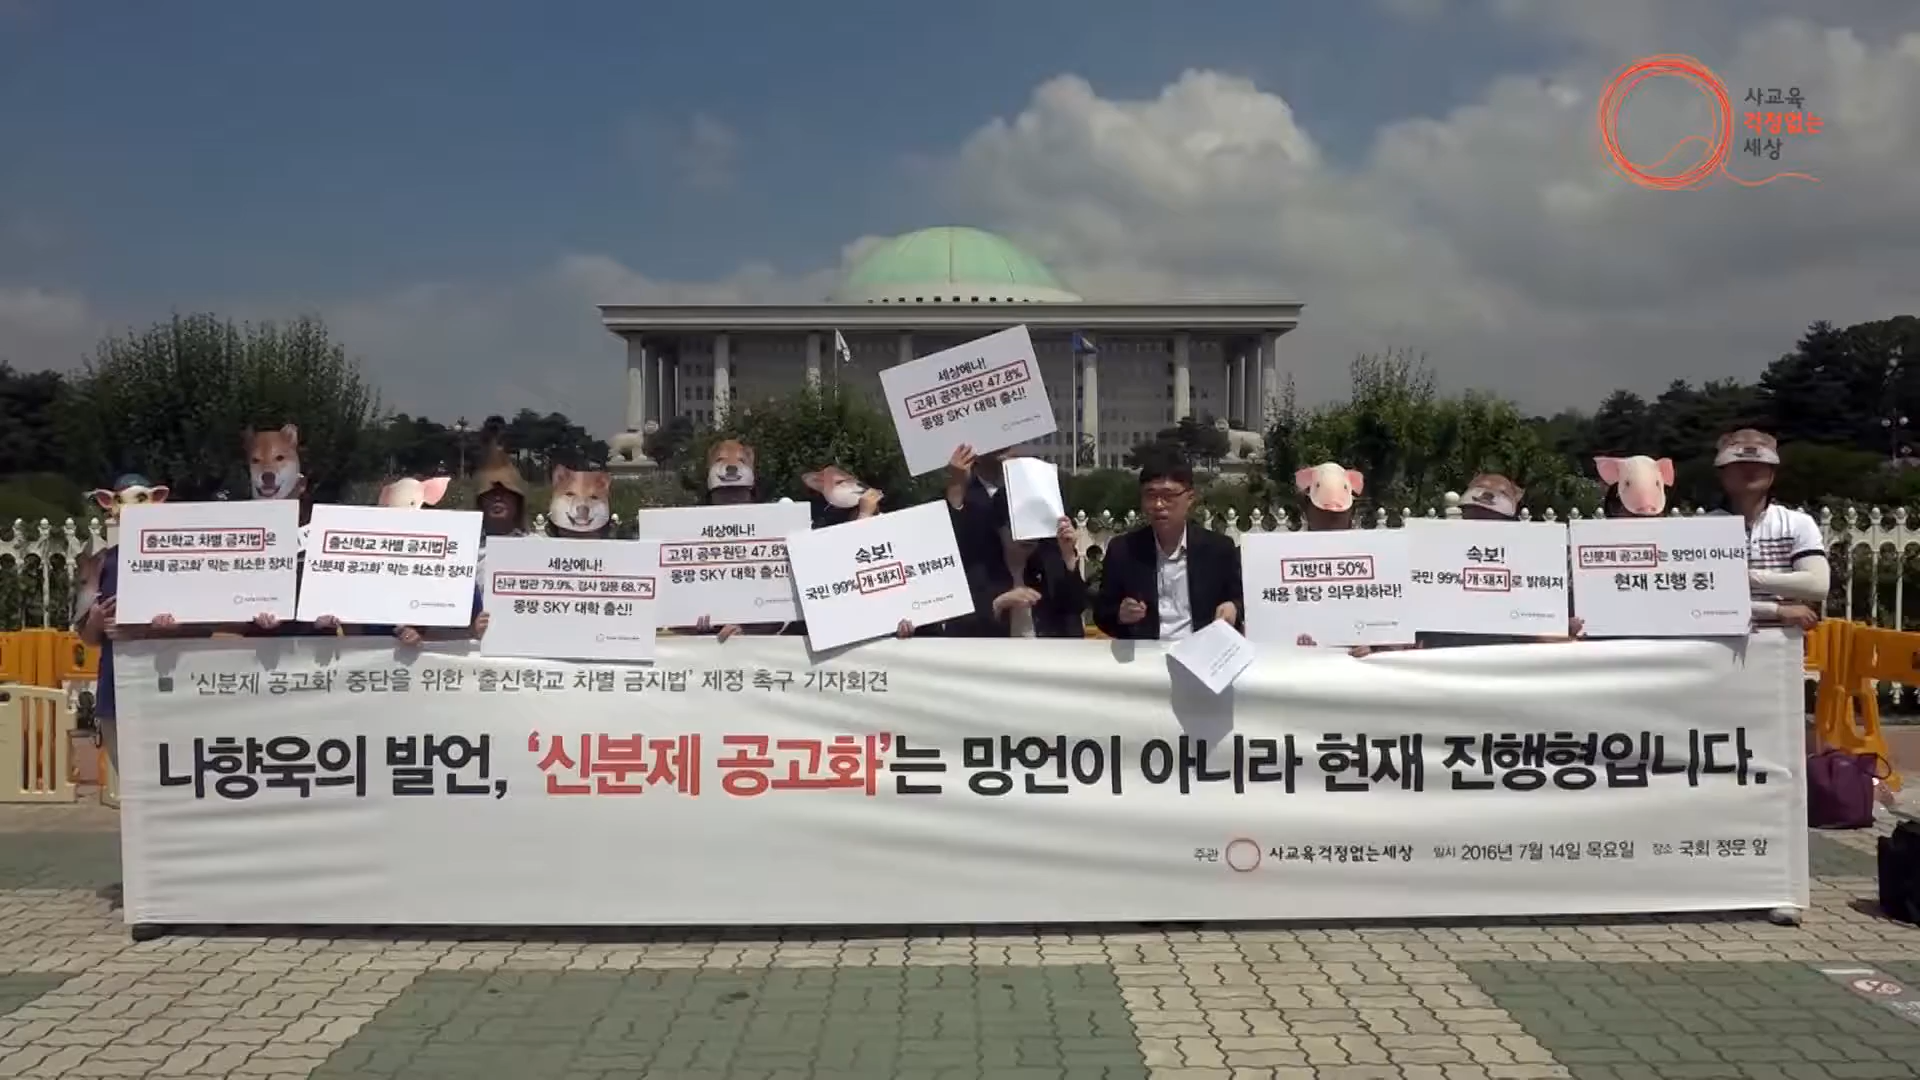 사교육
걱정없는
세상
세상에나!
고위 공무원단 47.8%
몽땅 SKY 대학 출신!
출신학교 차별 금지법은
'신분제 공고화' 막는 최소한 장치!
출신학교 차별 금지법은
'신분제 공고화' 막는 최소한 장치!
세상에나!
신규 법관 79.9%, 검사 임용 68.7%
몽땅 SKY 대학 출신!
세상에나!
고위 공무원단 47.8%
몽땅 SKY 대학 출신!
속보!
국민 99% 개·돼지로 밝혀져
지방대 50%
채용 할당 의무화하라!
속보!
국민 99% 개·돼지로 밝혀져
신분제 공고화는 망언이 아니라
현재 진행 중!
■ '신분제 공고화' 중단을 위한 '출신학교 차별 금지법' 제정 촉구 기자회견
나향욱의 발언, '신분제 공고화'는 망언이 아니라 현재 진행형입니다.
주관 사교육걱정없는세상 일시 2016년 7월 14일 목요일 장소 국회 정문 앞